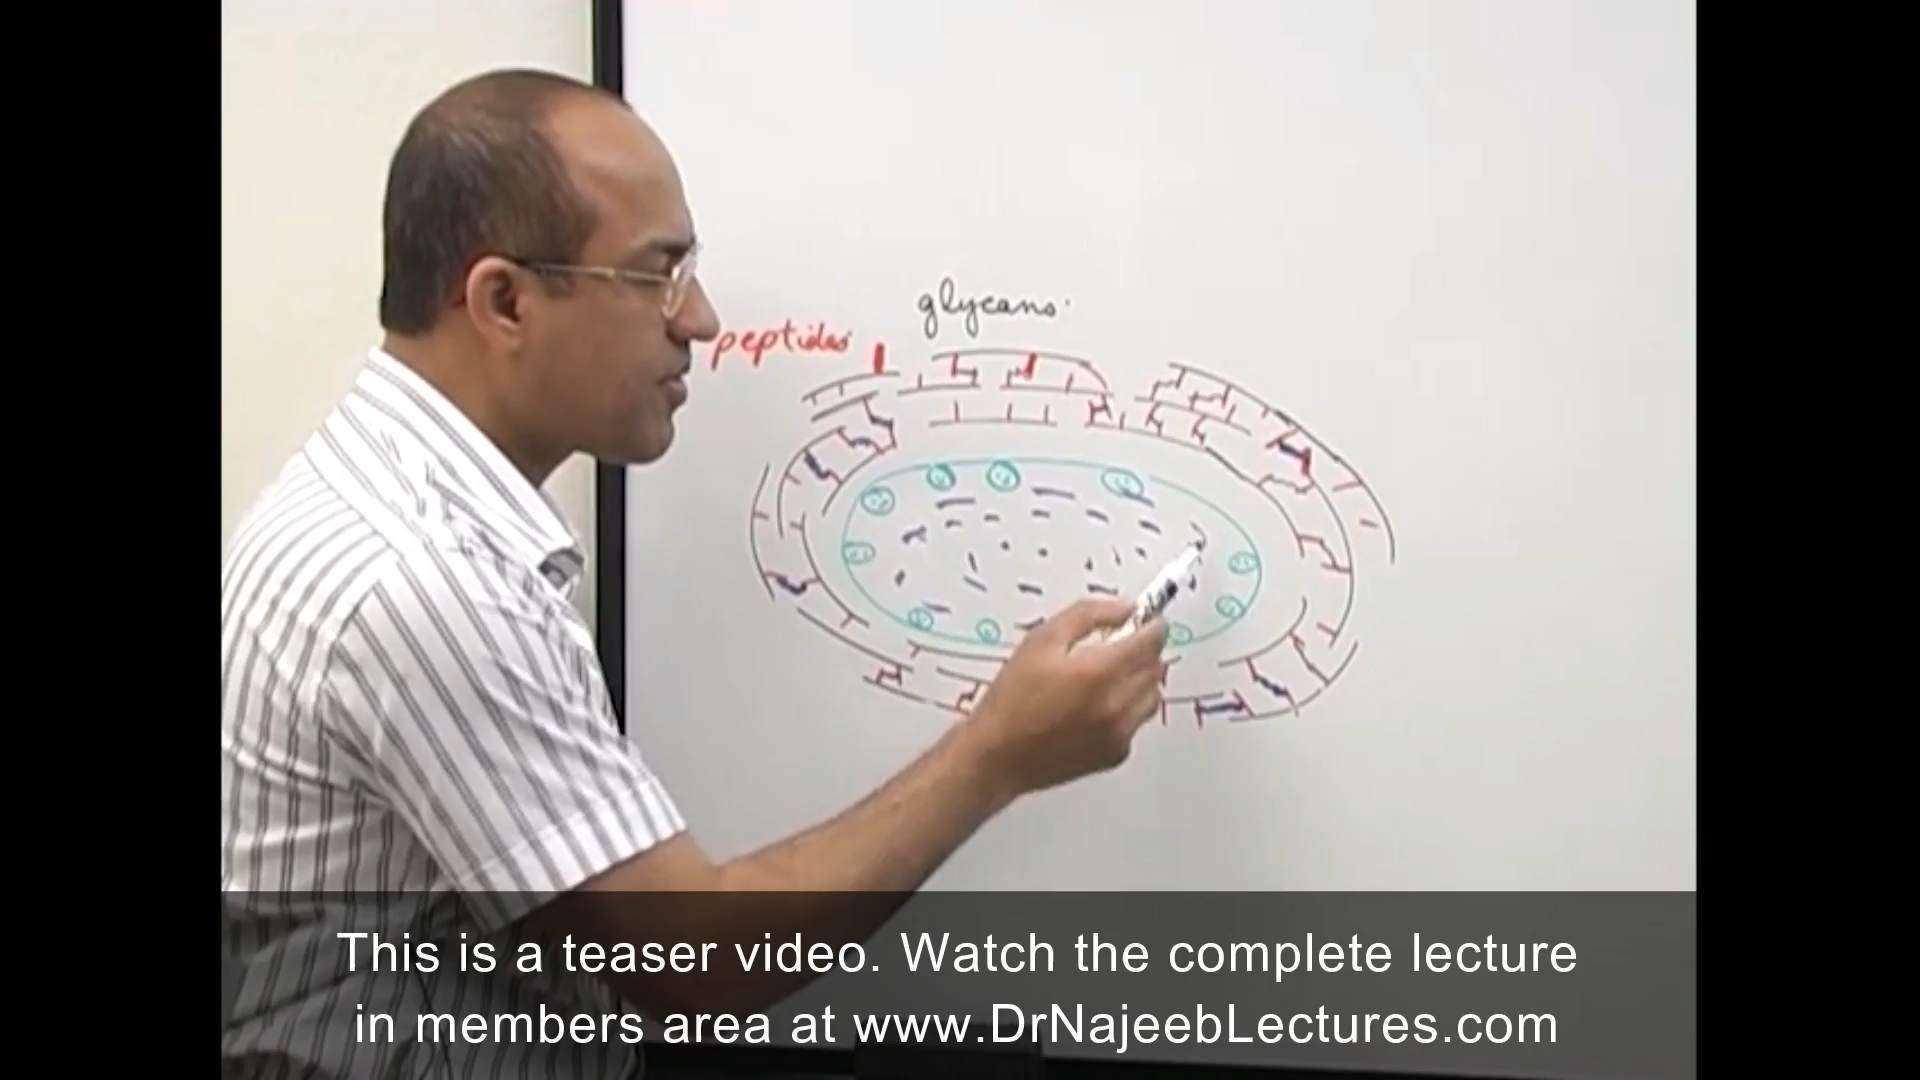 glycans.
peptides
This is a teaser video. Watch the complete lecture
in members area at www.DrNajeebLectures.com